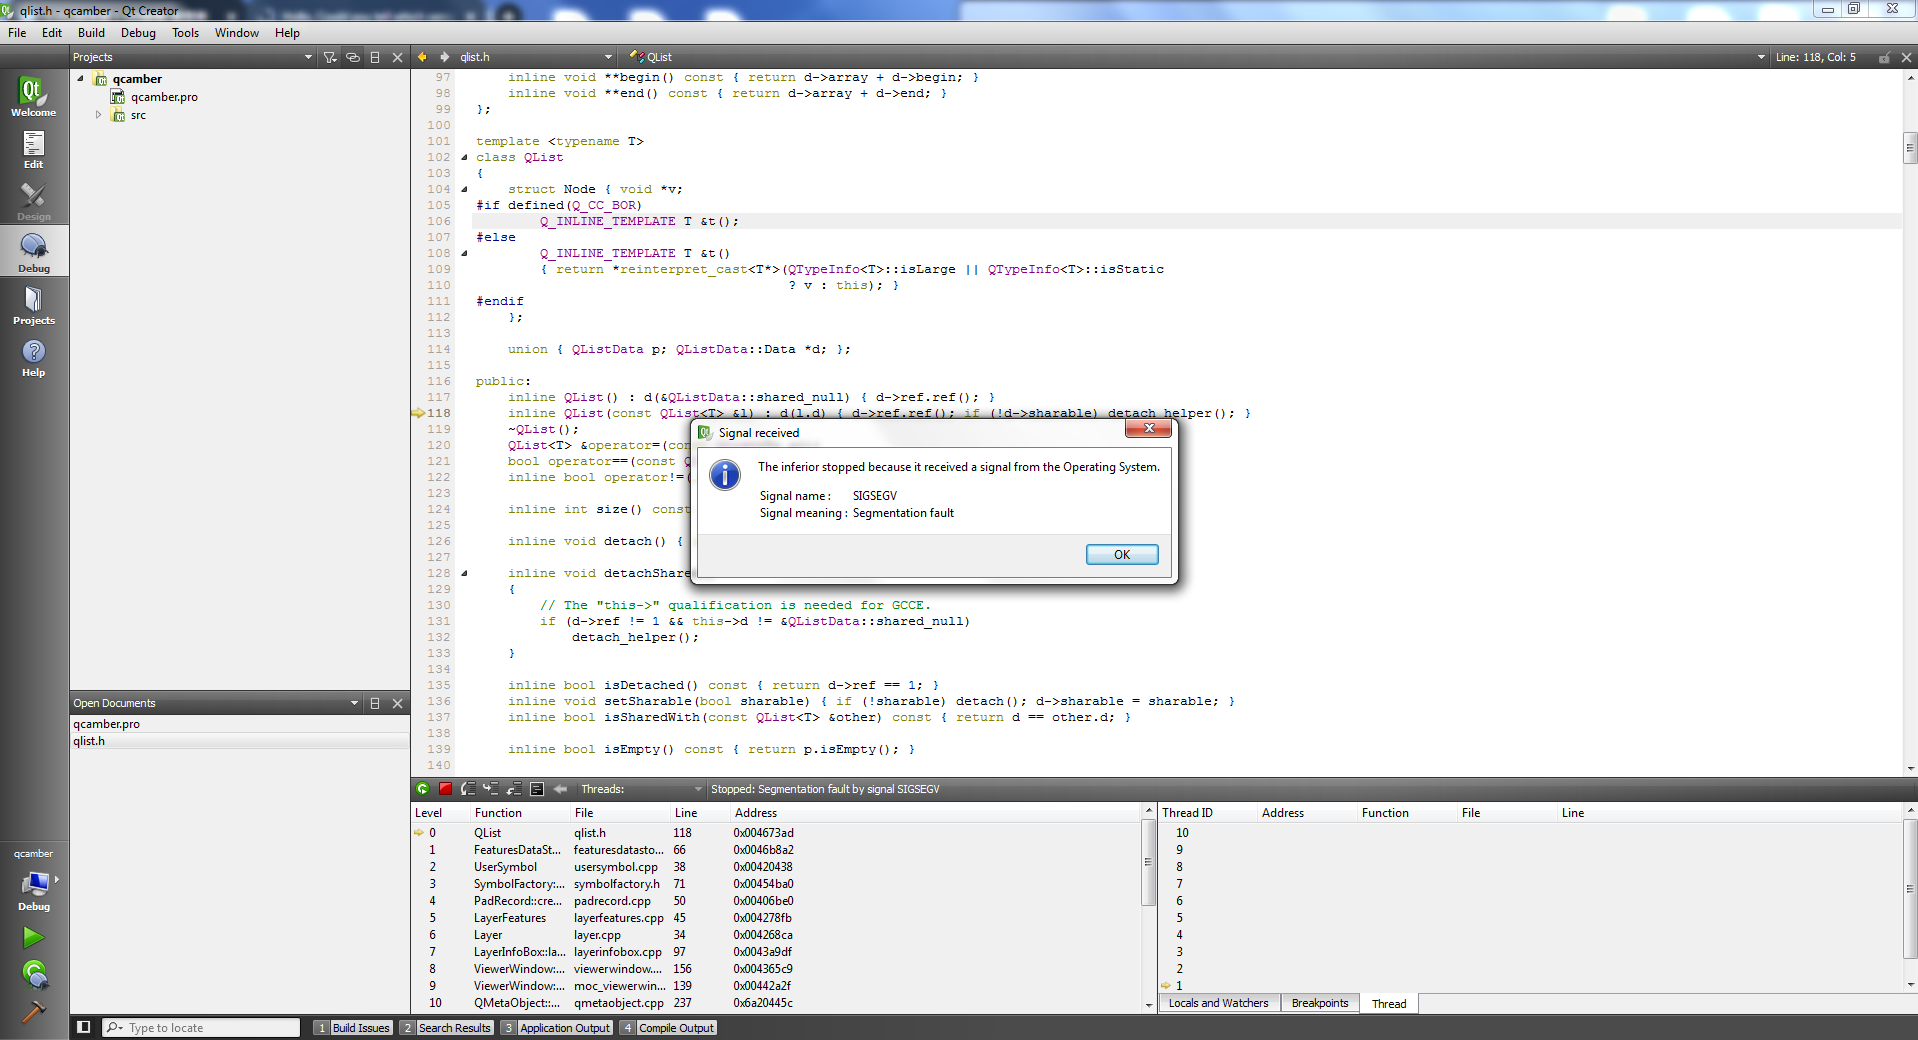 qlist.h - qcamber - Qt Creator
File Edit Build Debug Tools Window Help
Projects
qlist.h
QList
Line: 118, Col: 5
Welcome
Edit
Design
Debug
Projects
Help
qcamber
qcamber.pro
src
97 inline void **begin() const { return d->array + d->begin; }
98 inline void **end() const { return d->array + d->end; }
99 };
100
101 template <typename T>
102 class QList
103 {
104 struct Node { void *v;
105 #if defined(Q_CC_BOR)
106 Q_INLINE_TEMPLATE T &t();
107 #else
108 Q_INLINE_TEMPLATE T &t()
109 { return *reinterpret_cast<T*>(QTypeInfo<T>::isLarge || QTypeInfo<T>::isStatic
110 ? v : this); }
111 #endif
112 };
113
114 union { QListData p; QListData::Data *d; };
115
116 public:
117 inline QList() : d(&QListData::shared_null) { d->ref.ref(); }
118 inline QList(const QList<T> &l) : d(l.d) { d->ref.ref(); if (!d->sharable) detach_helper(); }
119 ~QList();
120 QList<T> &operator=(con
121 bool operator==(const Q
122 inline bool operator!=(
123
124 inline int size() const
125
126 inline void detach() {
127
128 inline void detachShare
129 {
130 // The "this->" qualification is needed for GCCE.
131 if (d->ref != 1 && this->d != &QListData::shared_null)
132 detach_helper();
133 }
134
135 inline bool isDetached() const { return d->ref == 1; }
136 inline void setSharable(bool sharable) { if (!sharable) detach(); d->sharable = sharable; }
137 inline bool isSharedWith(const QList<T> &other) const { return d == other.d; }
138
139 inline bool isEmpty() const { return p.isEmpty(); }
140
Signal received
The inferior stopped because it received a signal from the Operating System.
Signal name : SIGSEGV
Signal meaning : Segmentation fault
OK
Open Documents
qcamber.pro
qlist.h
Threads:
Stopped: Segmentation fault by signal SIGSEGV
Level Function File Line Address
0 QList qlist.h 118 0x004673ad
1 FeaturesDataSt... featuresdatasto... 66 0x0046b8a2
2 UserSymbol usersymbol.cpp 38 0x00420438
3 SymbolFactory:... symbolfactory.h 71 0x00454ba0
4 PadRecord::cre... padrecord.cpp 50 0x00406be0
5 LayerFeatures layerfeatures.cpp 45 0x004278fb
6 Layer layer.cpp 34 0x004268ca
7 LayerInfoBox::la... layerinfobox.cpp 97 0x0043a9df
8 ViewerWindow:... viewerwindow.... 156 0x004365c9
9 ViewerWindow:... moc_viewerwin... 139 0x00442a2f
10 QMetaObject::... qmetaobject.cpp 237 0x6a20445c
Thread ID Address Function File Line
10
9
8
7
6
5
4
3
2
1
Locals and Watchers Breakpoints Thread
qcamber
Debug
Type to locate
1 Build Issues 2 Search Results 3 Application Output 4 Compile Output